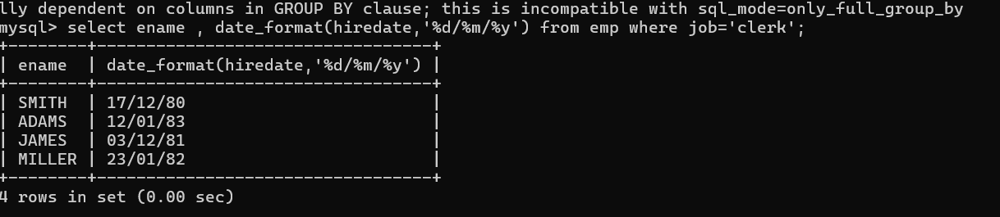 lly dependent on columns in GROUP BY clause; this is incompatible with sql_mode=only_full_group_by
mysql> select ename , date_format(hiredate,'%d/%m/%y') from emp where job='clerk';
+--------+----------------------------------+
| ename  | date_format(hiredate,'%d/%m/%y') |
+--------+----------------------------------+
| SMITH  | 17/12/80                         |
| ADAMS  | 12/01/83                         |
| JAMES  | 03/12/81                         |
| MILLER | 23/01/82                         |
+--------+----------------------------------+
4 rows in set (0.00 sec)